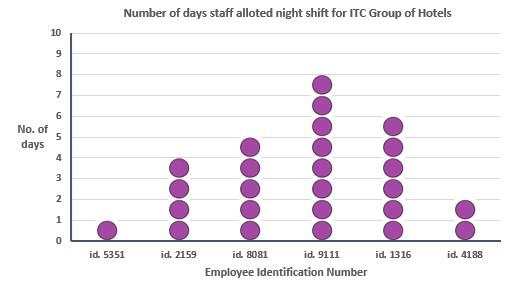 Number of days staff alloted night shift for ITC Group of Hotels
10
9
8
7
6
5
4
3
2
1
0
No. of
days
id. 5351 id. 2159 id. 8081 id. 9111 id. 1316 id. 4188
Employee Identification Number